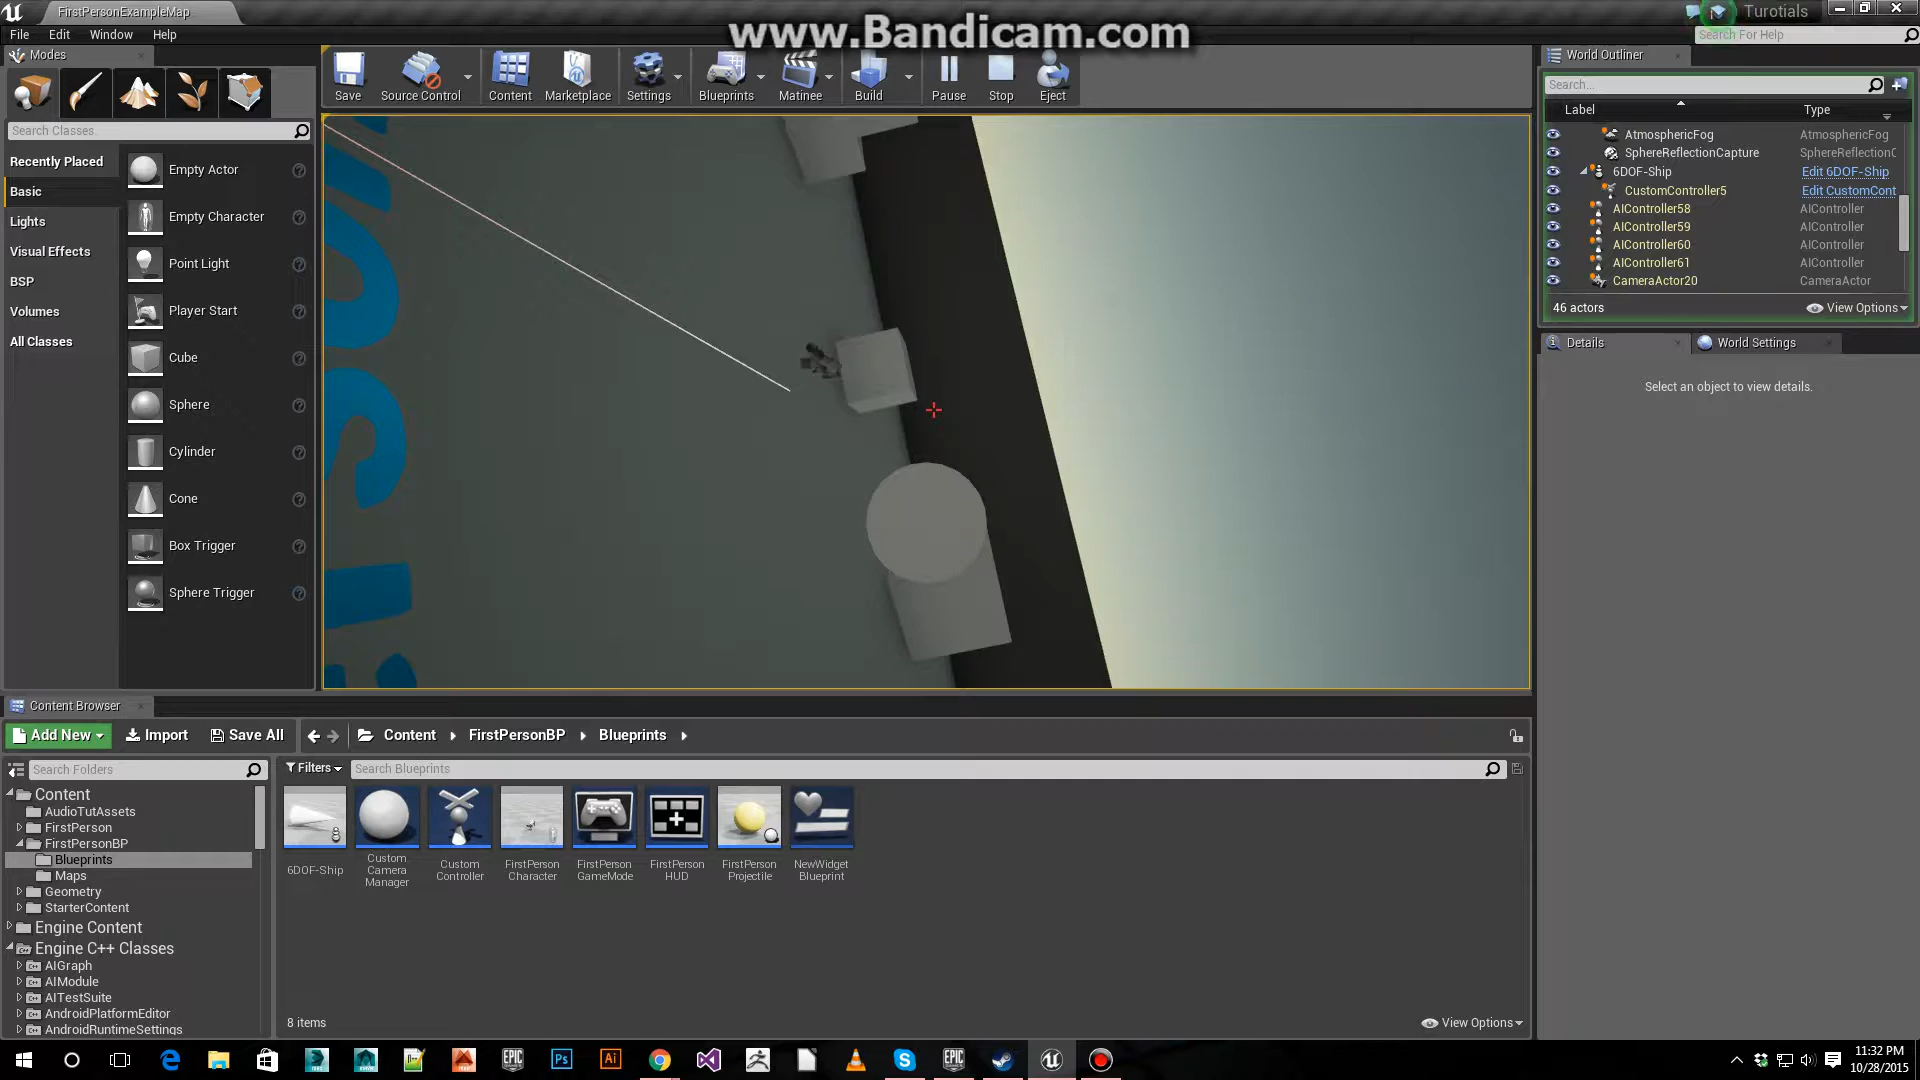 FirstPersonExampleMap
www.Bandicam.com
Turotials
File Edit Window Help
Search For Help
Modes
World Outliner
Save
Source Control
Content
Marketplace
Settings
Blueprints
Matinee
Build
Pause
Stop
Eject
Search...
Label Type
Search Classes
Recently Placed
Basic
Lights
Visual Effects
BSP
Volumes
All Classes
Empty Actor
Empty Character
Point Light
Player Start
Cube
Sphere
Cylinder
Cone
Box Trigger
Sphere Trigger
AtmosphericFog AtmosphericFog
SphereReflectionCapture SphereReflectionC
6DOF-Ship Edit 6DOF-Ship
CustomController5 Edit CustomCont
AIController58 AIController
AIController59 AIController
AIController60 AIController
AIController61 AIController
CameraActor20 CameraActor
46 actors View Options
Details World Settings
Select an object to view details.
Content Browser
Add New Import Save All Content FirstPersonBP Blueprints
Search Folders
Filters Search Blueprints
Content
AudioTutAssets
FirstPerson
FirstPersonBP
Blueprints
Maps
Geometry
StarterContent
Engine Content
Engine C++ Classes
AIGraph
AIModule
AITestSuite
AndroidPlatformEditor
AndroidRuntimeSettings
6DOF-Ship
Custom
Camera
Manager
Custom
Controller
FirstPerson
Character
FirstPerson
GameMode
FirstPerson
HUD
FirstPerson
Projectile
NewWidget
Blueprint
8 items View Options
11:32 PM
10/28/2015